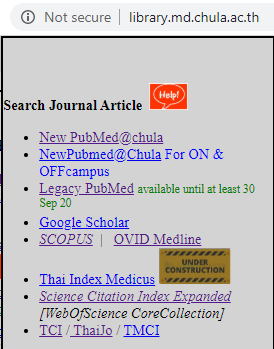 Not secure | library.md.chula.ac.th
Search Journal Article Help!
New PubMed@chula
NewPubmed@Chula For ON &
OFFcampus
Legacy PubMed available until at least 30
Sep 20
Google Scholar
SCOPUS | OVID Medline
Thai Index Medicus UNDER
CONSTRUCTION
Science Citation Index Expanded
[WebOfScience CoreCollection]
TCI / ThaiJo / TMCI